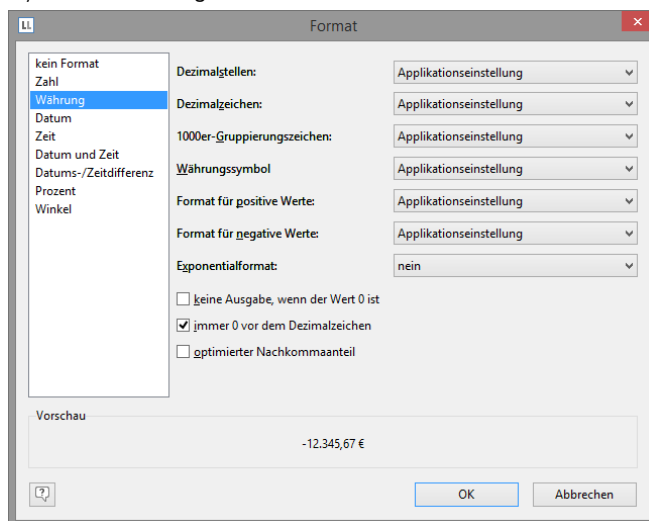 LL
Format
kein Format
Zahl
Währung
Datum
Zeit
Datum und Zeit
Datums-/Zeitdifferenz
Prozent
Winkel
Dezimalstellen: Applikationseinstellung
Dezimalzeichen: Applikationseinstellung
1000er-Gruppierungszeichen: Applikationseinstellung
Währungssymbol Applikationseinstellung
Format für positive Werte: Applikationseinstellung
Format für negative Werte: Applikationseinstellung
Exponentialformat: nein
keine Ausgabe, wenn der Wert 0 ist
immer 0 vor dem Dezimalzeichen
optimierter Nachkommaanteil
Vorschau
-12.345,67 €
OK Abbrechen